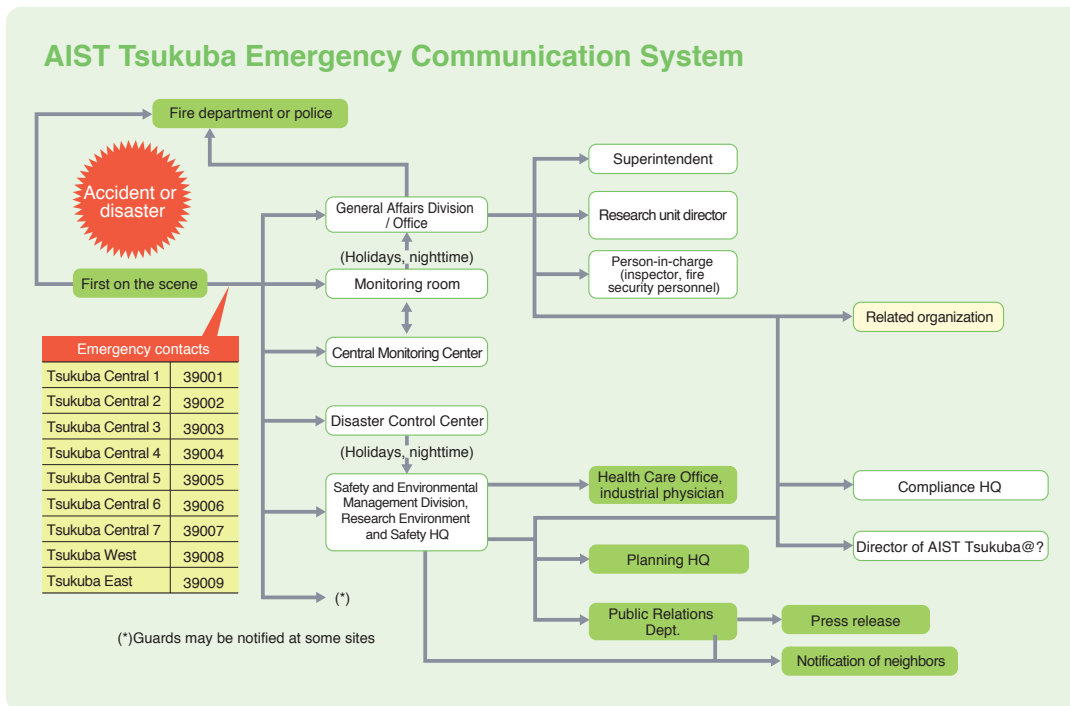 AIST Tsukuba Emergency Communication System
Fire department or police
Accident or
disaster
First on the scene
Emergency contacts
Tsukuba Central 1 39001
Tsukuba Central 2 39002
Tsukuba Central 3 39003
Tsukuba Central 4 39004
Tsukuba Central 5 39005
Tsukuba Central 6 39006
Tsukuba Central 7 39007
Tsukuba West 39008
Tsukuba East 39009
(*)Guards may be notified at some sites
General Affairs Division
/ Office
(Holidays, nighttime)
Monitoring room
Central Monitoring Center
Disaster Control Center
(Holidays, nighttime)
Safety and Environmental
Management Division,
Research Environment
and Safety HQ
(*)
Superintendent
Research unit director
Person-in-charge
(inspector, fire
security personnel)
Related organization
Health Care Office,
industrial physician
Compliance HQ
Director of AIST Tsukuba@?
Planning HQ
Public Relations
Dept.
Press release
Notification of neighbors